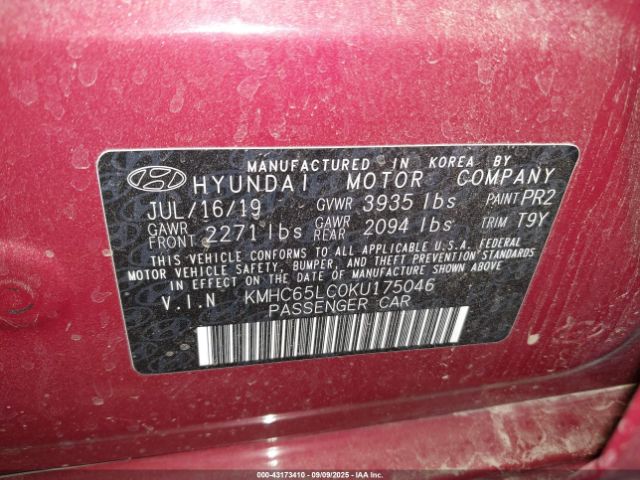 MANUFACTURED IN KOREA BY
HYUNDAI MOTOR COMPANY
JUL/16/19 GVWR 3935 lbs PAINT PR2
GAWR FRONT 2271 lbs GAWR REAR 2094 lbs TRIM T9Y
THIS VEHICLE CONFORMS TO ALL APPLICABLE U.S.A. FEDERAL
MOTOR VEHICLE SAFETY, BUMPER, AND THEFT PREVENTION STANDARDS
IN EFFECT ON THE DATE OF MANUFACTURE SHOWN ABOVE.
V.I.N KMHC65LC0KU175046
PASSENGER CAR
000-43173410 | 09/09/2025 | IAA, Inc.